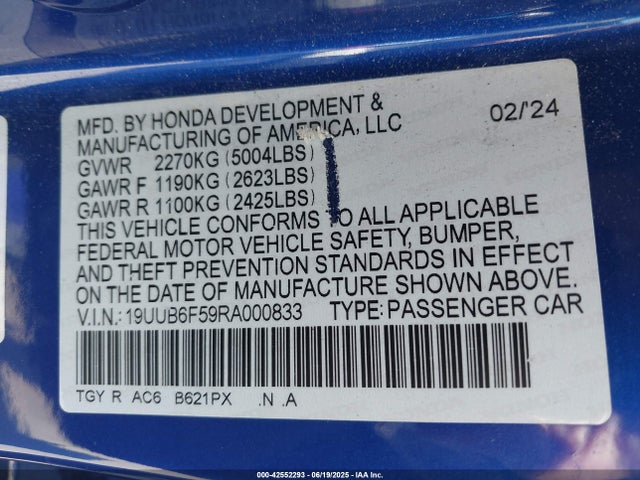 MFD. BY HONDA DEVELOPMENT &
MANUFACTURING OF AMERICA, LLC 02/'24
GVWR 2270KG (5004LBS)
GAWR F 1190KG (2623LBS)
GAWR R 1100KG (2425LBS)
THIS VEHICLE CONFORMS TO ALL APPLICABLE
FEDERAL MOTOR VEHICLE SAFETY, BUMPER,
AND THEFT PREVENTION STANDARDS IN EFFECT
ON THE DATE OF MANUFACTURE SHOWN ABOVE.
V.I.N.: 19UUB6F59RA000833 TYPE: PASSENGER CAR
TGY R AC6 B621PX .N .A
000-42552293 - 06/19/2025 - IAA Inc.